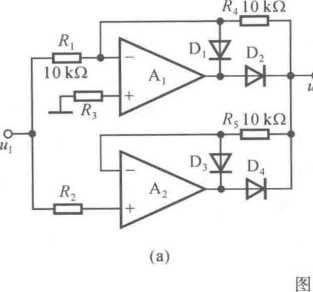 R4 10 kΩ
R1
10 kΩ
D1
D2
−
A1
+
R3
u
uI
R5 10 kΩ
D3
D4
−
A2
R2
+
(a)
图